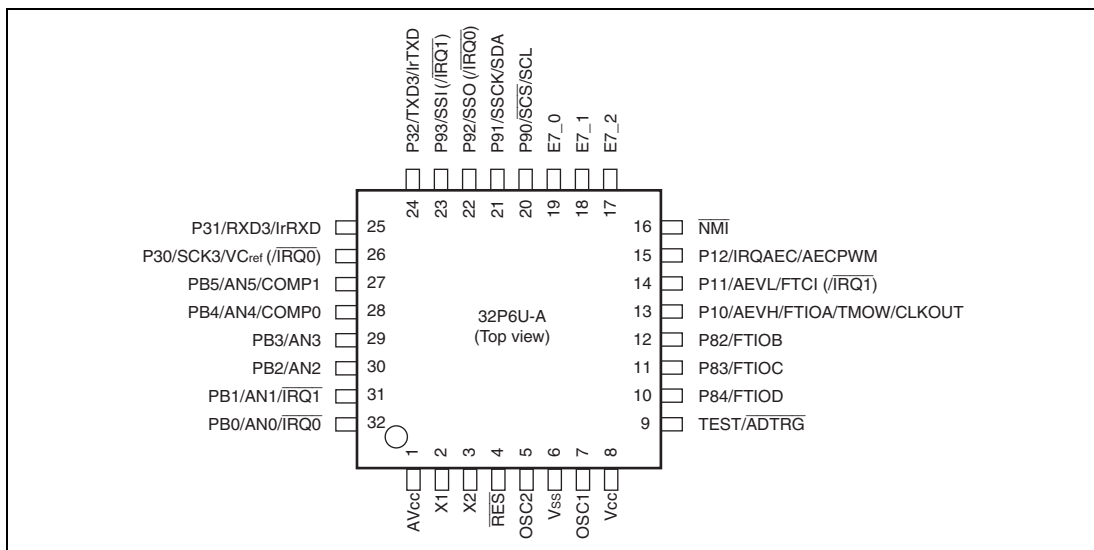 P32/TXD3/IrTXD
P93/SSI (/IRQ1)
P92/SSO (/IRQ0)
P91/SSCK/SDA
P90/SCS/SCL
E7_0
E7_1
E7_2
24
23
22
21
20
19
18
17
P31/RXD3/IrRXD
25
P30/SCK3/VCref (/IRQ0)
26
PB5/AN5/COMP1
27
PB4/AN4/COMP0
28
PB3/AN3
29
PB2/AN2
30
PB1/AN1/IRQ1
31
PB0/AN0/IRQ0
32
32P6U-A
(Top view)
16
NMI
15
P12/IRQAEC/AECPWM
14
P11/AEVL/FTCI (/IRQ1)
13
P10/AEVH/FTIOA/TMOW/CLKOUT
12
P82/FTIOB
11
P83/FTIOC
10
P84/FTIOD
9
TEST/ADTRG
1
2
3
4
5
6
7
8
AVcc
X1
X2
RES
OSC2
Vss
OSC1
Vcc